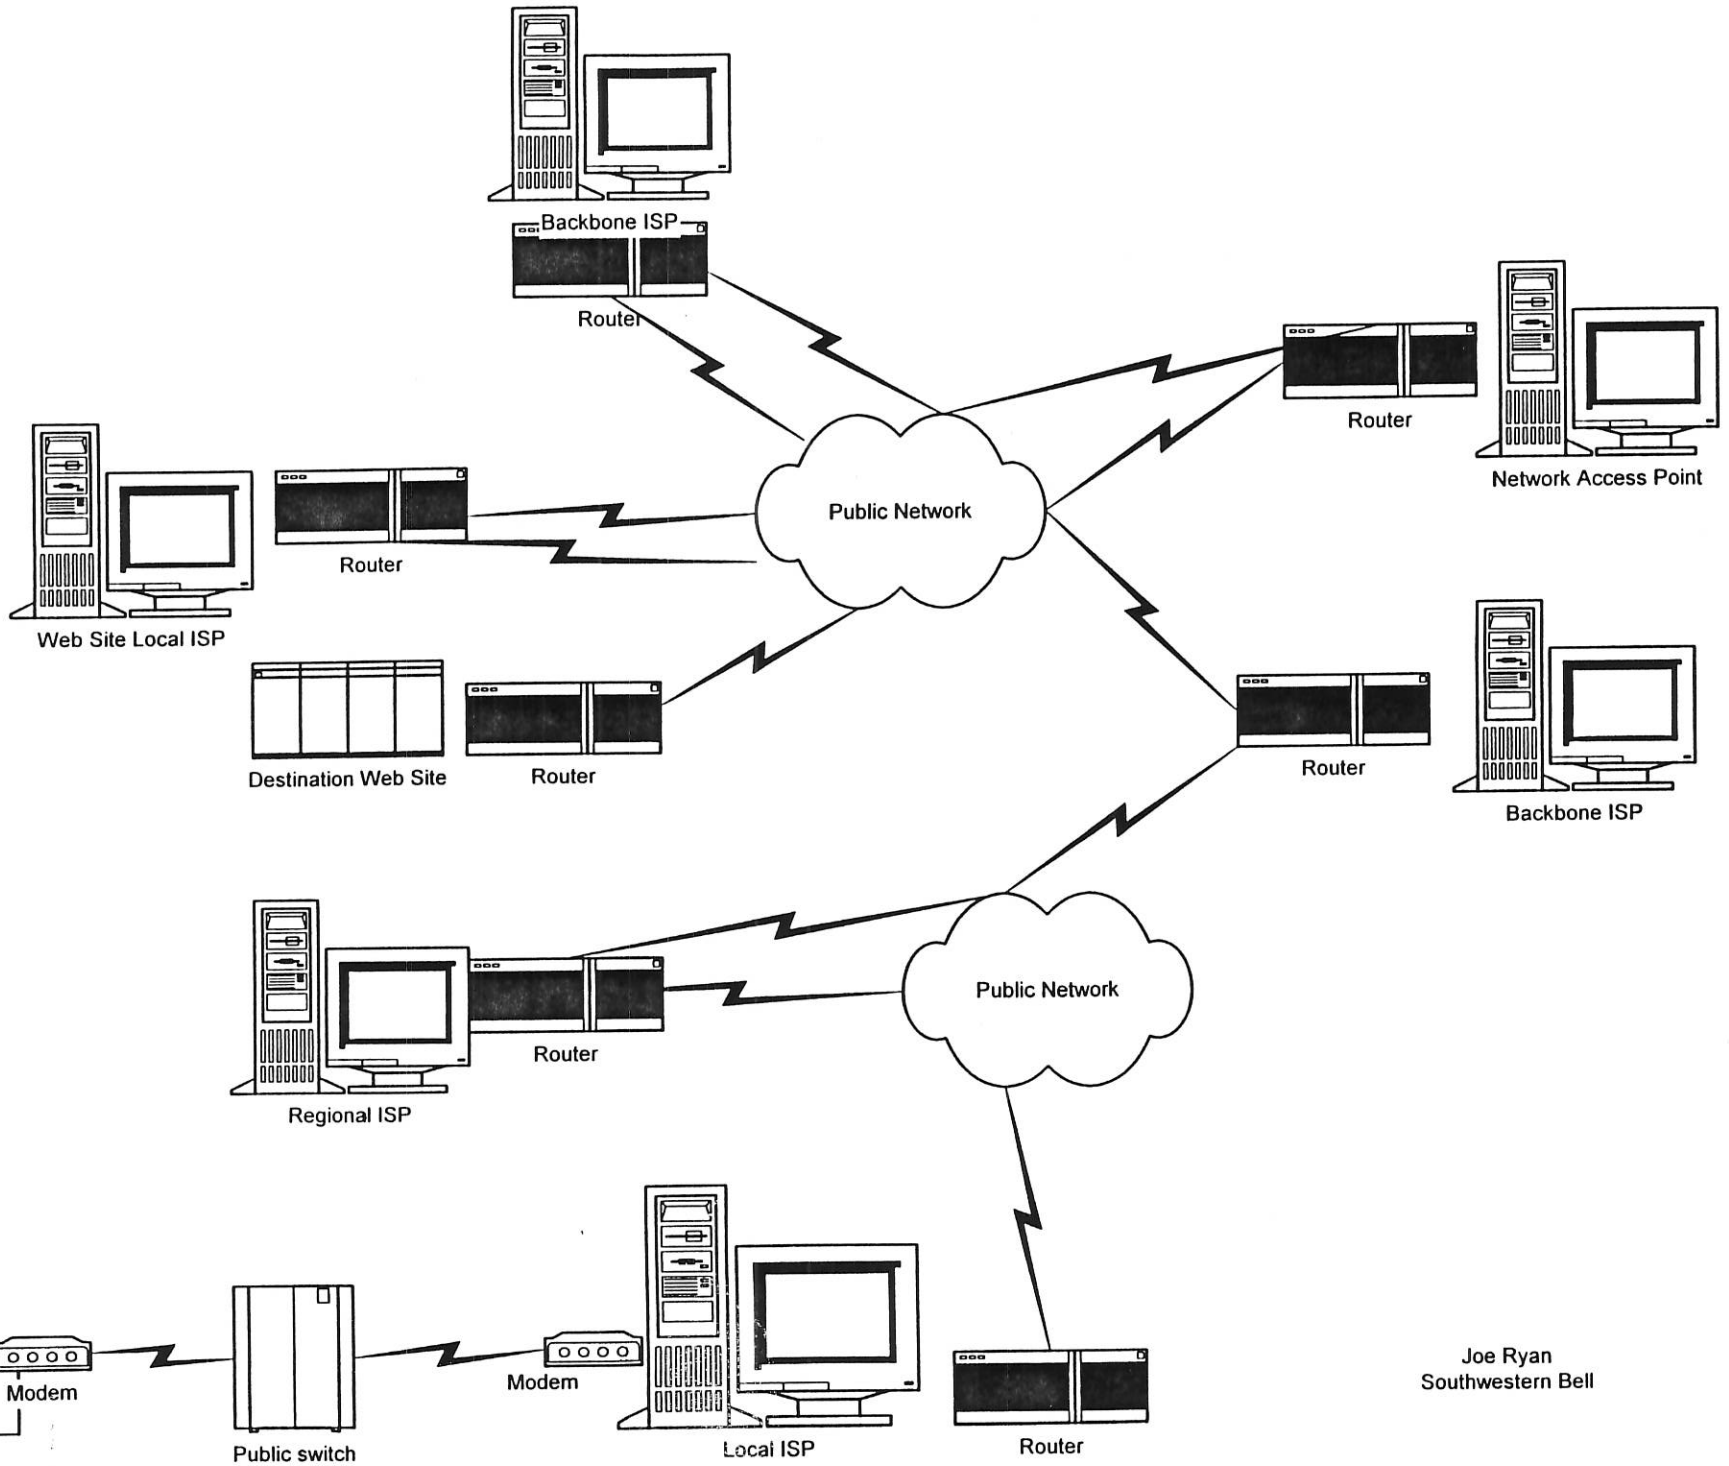 Backbone ISP
Router
Router
Network Access Point
Public Network
Router
Web Site Local ISP
Destination Web Site
Router
Router
Backbone ISP
Public Network
Router
Regional ISP
Modem
Public switch
Modem
Local ISP
Router
Joe Ryan
Southwestern Bell